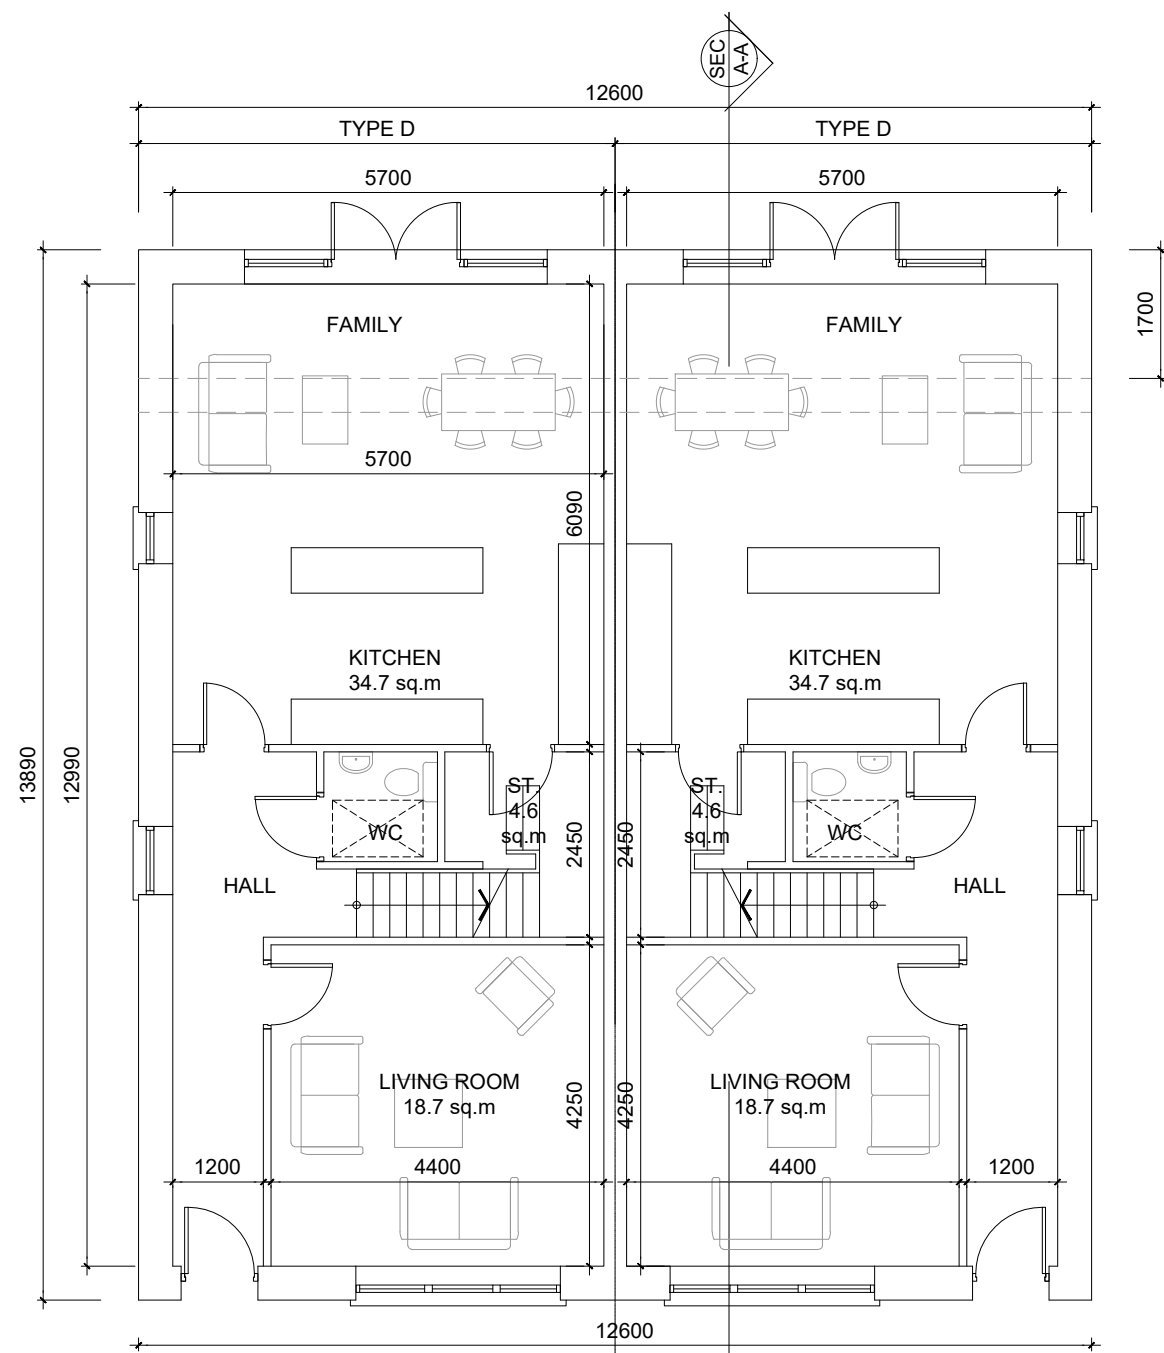 SEC
A-A
12600
TYPE D
TYPE D
5700
5700
1700
FAMILY
FAMILY
5700
6090
KITCHEN
34.7 sq.m
KITCHEN
34.7 sq.m
13890
12990
ST.
4.6
sq.m
ST.
4.6
sq.m
WC
WC
2450
2450
HALL
HALL
LIVING ROOM
18.7 sq.m
LIVING ROOM
18.7 sq.m
4250
4250
1200
4400
4400
1200
12600